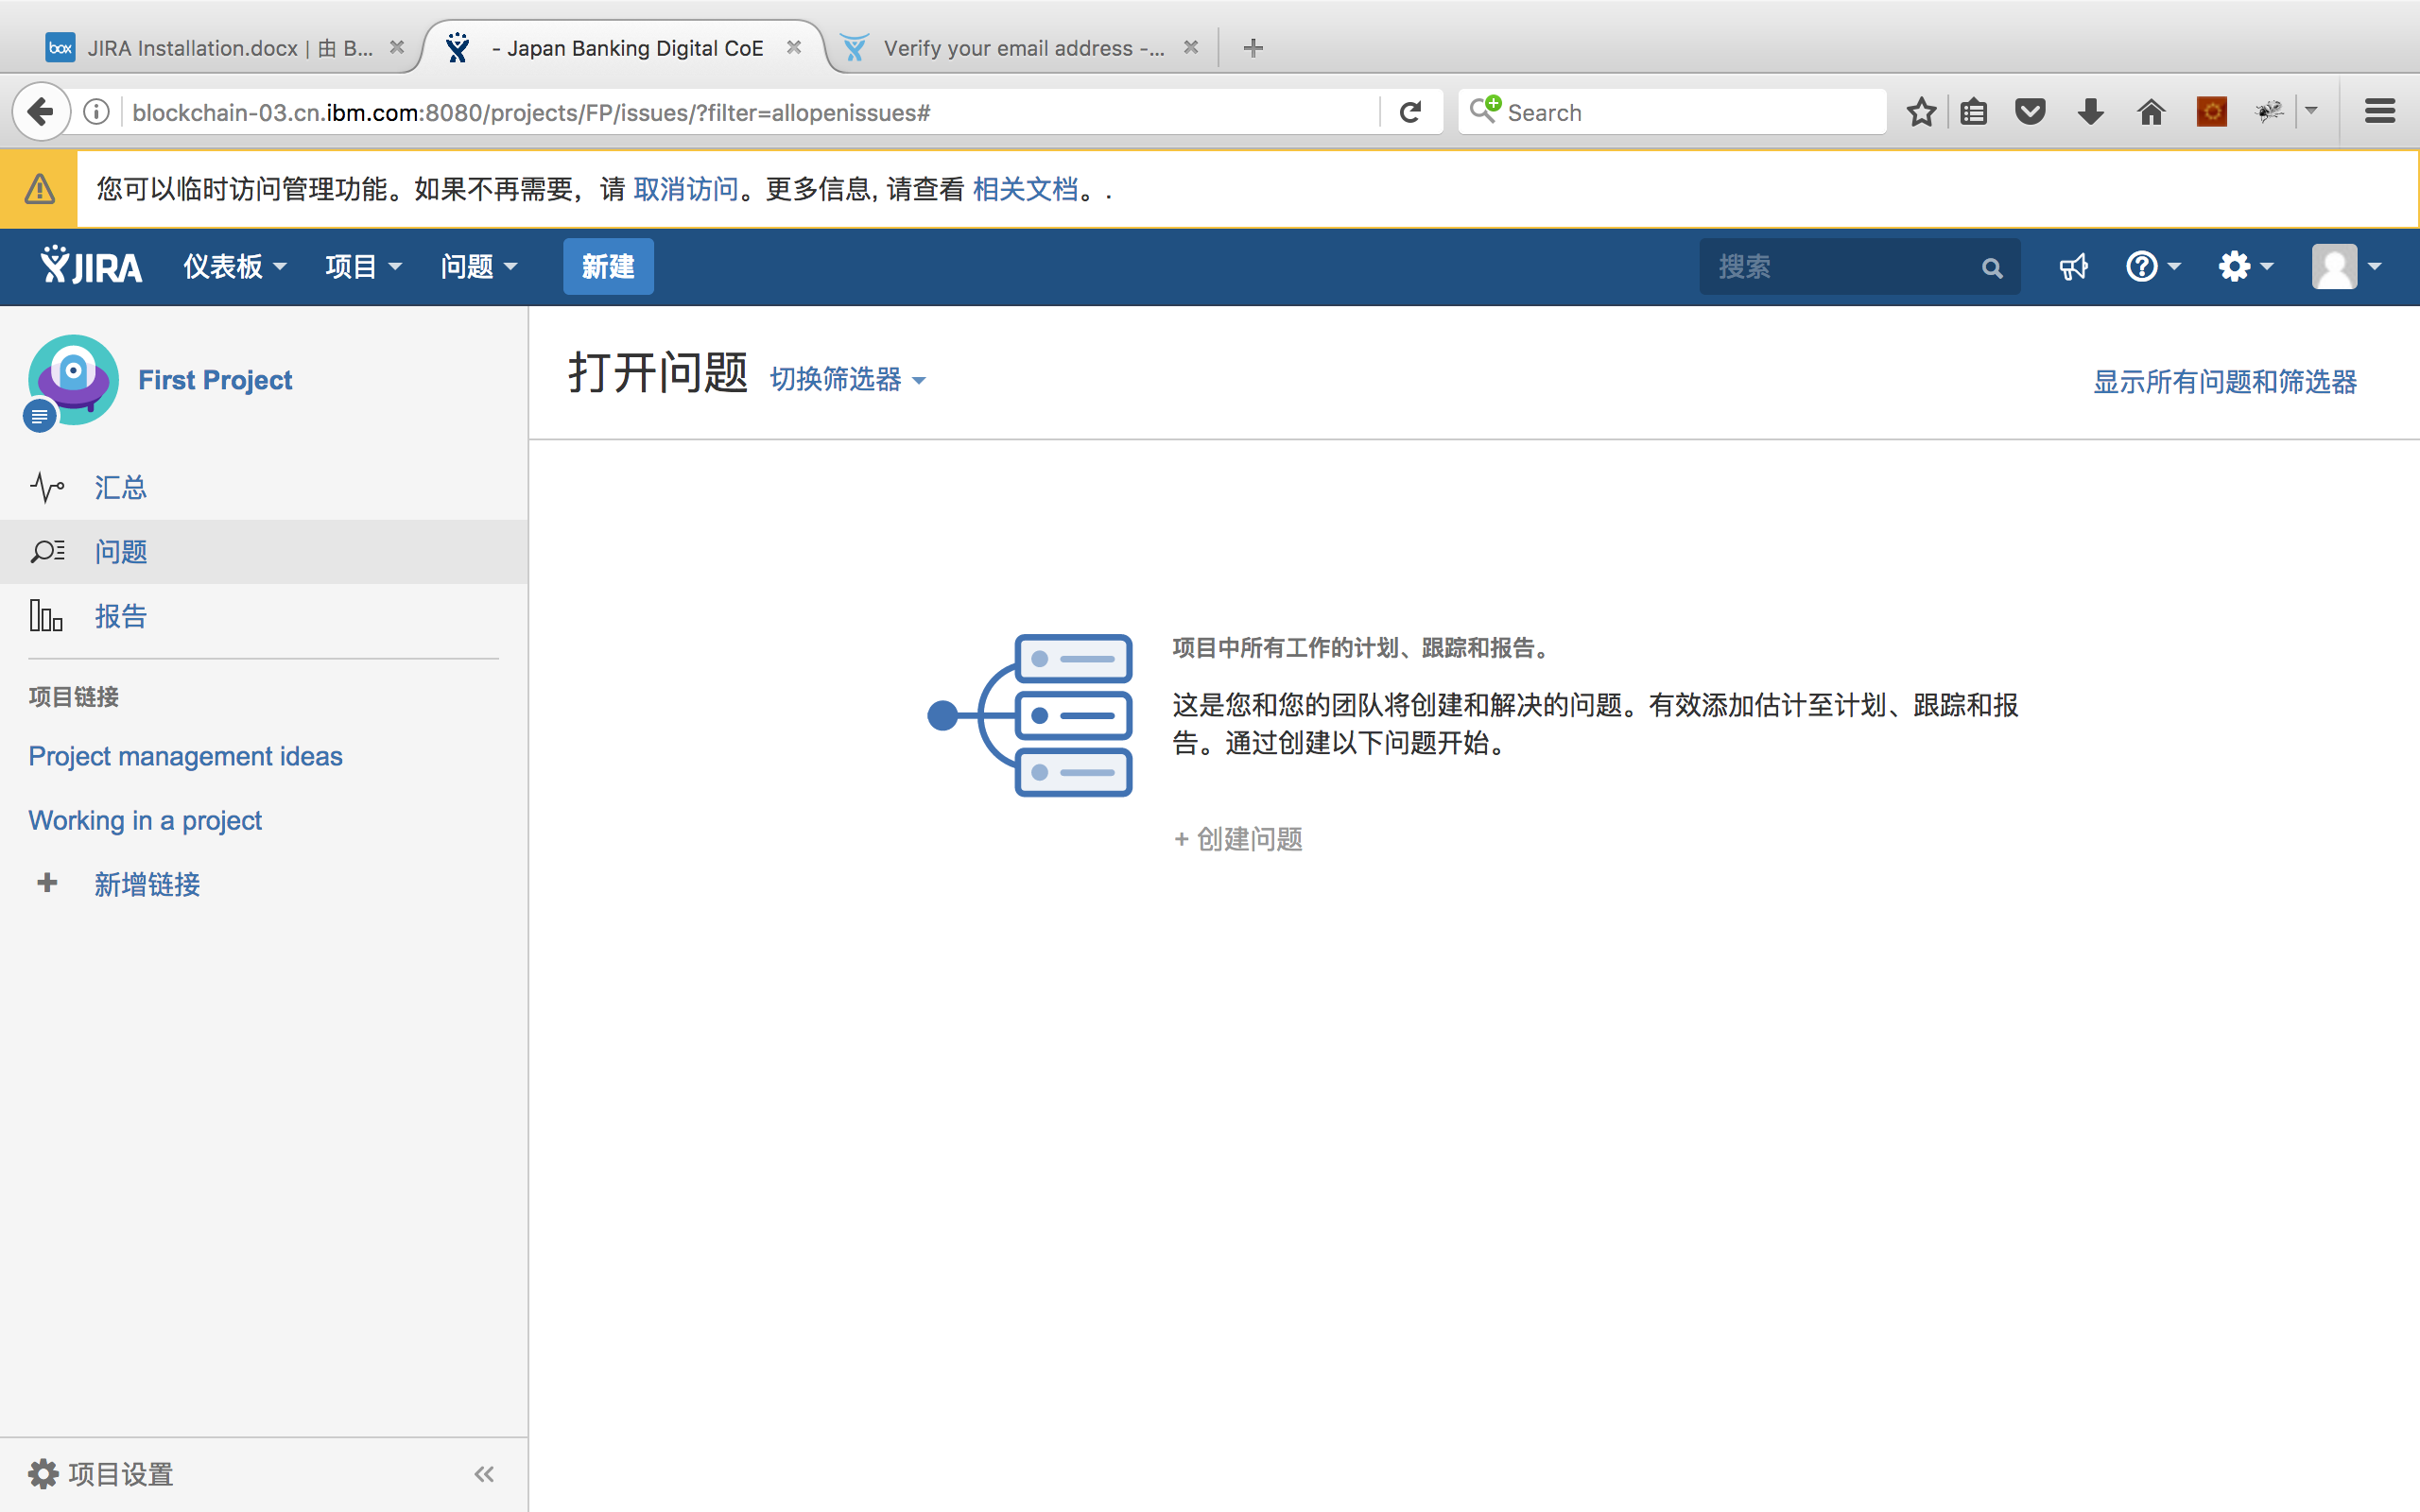 box JIRA Installation.docx | 由 B...
- Japan Banking Digital CoE
Verify your email address -...
blockchain-03.cn.ibm.com:8080/projects/FP/issues/?filter=allopenissues#
Search
您可以临时访问管理功能。如果不再需要，请 取消访问。更多信息, 请查看 相关文档。.
JIRA 仪表板 项目 问题 新建 搜索
First Project
打开问题 切换筛选器 显示所有问题和筛选器
汇总
问题
报告
项目链接
Project management ideas
Working in a project
+ 新增链接
项目中所有工作的计划、跟踪和报告。
这是您和您的团队将创建和解决的问题。有效添加估计至计划、跟踪和报
告。通过创建以下问题开始。
+ 创建问题
项目设置